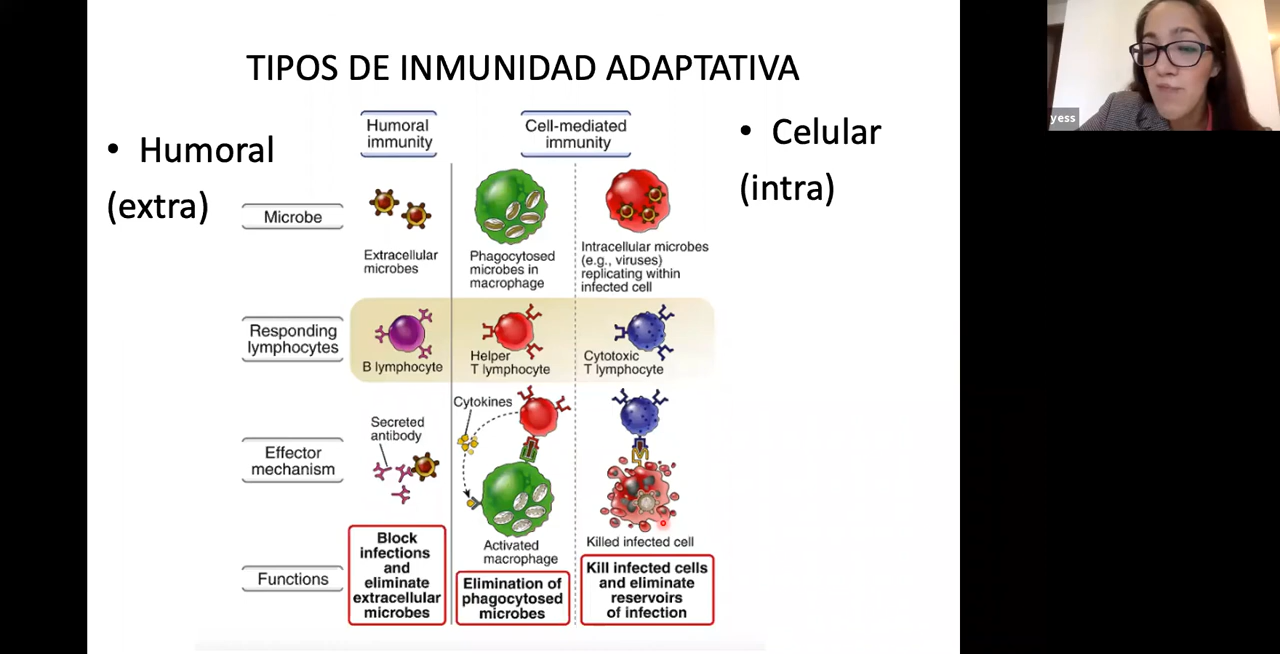 TIPOS DE INMUNIDAD ADAPTATIVA
• Humoral
(extra)
• Celular
(intra)
Humoral
immunity
Cell-mediated
immunity
Microbe
Extracellular
microbes
Phagocytosed
microbes in
macrophage
Intracellular microbes
(e.g., viruses)
replicating within
infected cell
Responding
lymphocytes
B lymphocyte
Helper
T lymphocyte
Cytotoxic
T lymphocyte
Effector
mechanism
Secreted
antibody
Cytokines
Activated
macrophage
Killed infected cell
Functions
Block
infections
and
eliminate
extracellular
microbes
Elimination of
phagocytosed
microbes
Kill infected cells
and eliminate
reservoirs
of infection
yess